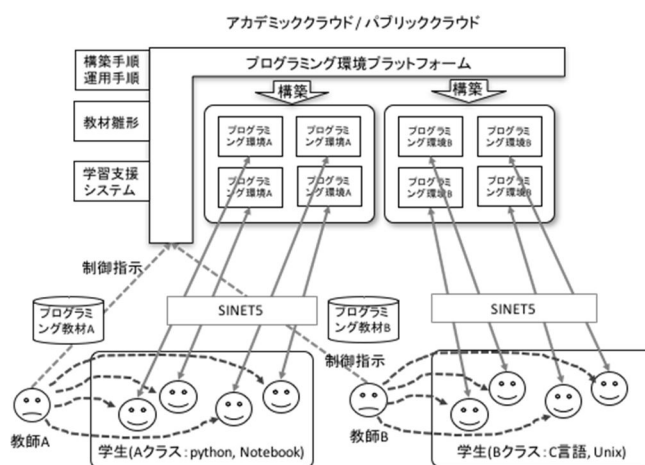 アカデミッククラウド / パブリッククラウド
構築手順
運用手順
プログラミング環境プラットフォーム
構築
構築
教材雛形
プログラミ
ング環境A
プログラミ
ング環境A
プログラミ
ング環境B
プログラミ
ング環境B
学習支援
システム
プログラミ
ング環境A
プログラミ
ング環境A
プログラミ
ング環境B
プログラミ
ング環境B
制御指示
プログラミ
ング教材A
SINET5
プログラミ
ング教材B
SINET5
制御指示
教師A
学生(Aクラス:python, Notebook)
教師B
学生(Bクラス:C言語, Unix)